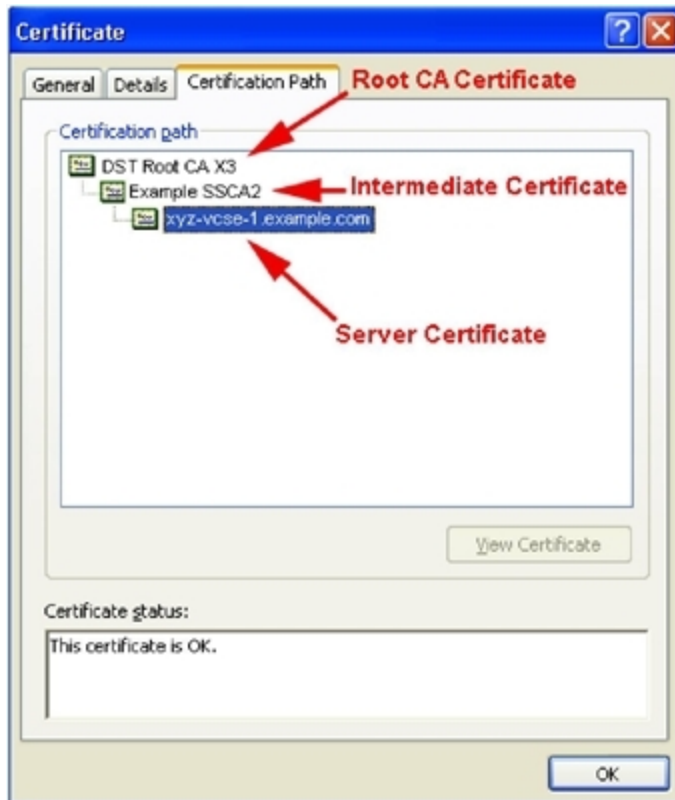 Certificate
General
Details
Certification Path
Root CA Certificate
Certification path
DST Root CA X3
Example SSCA2
Intermediate Certificate
xyz-vcse-1.example.com
Server Certificate
View Certificate
Certificate status:
This certificate is OK.
OK